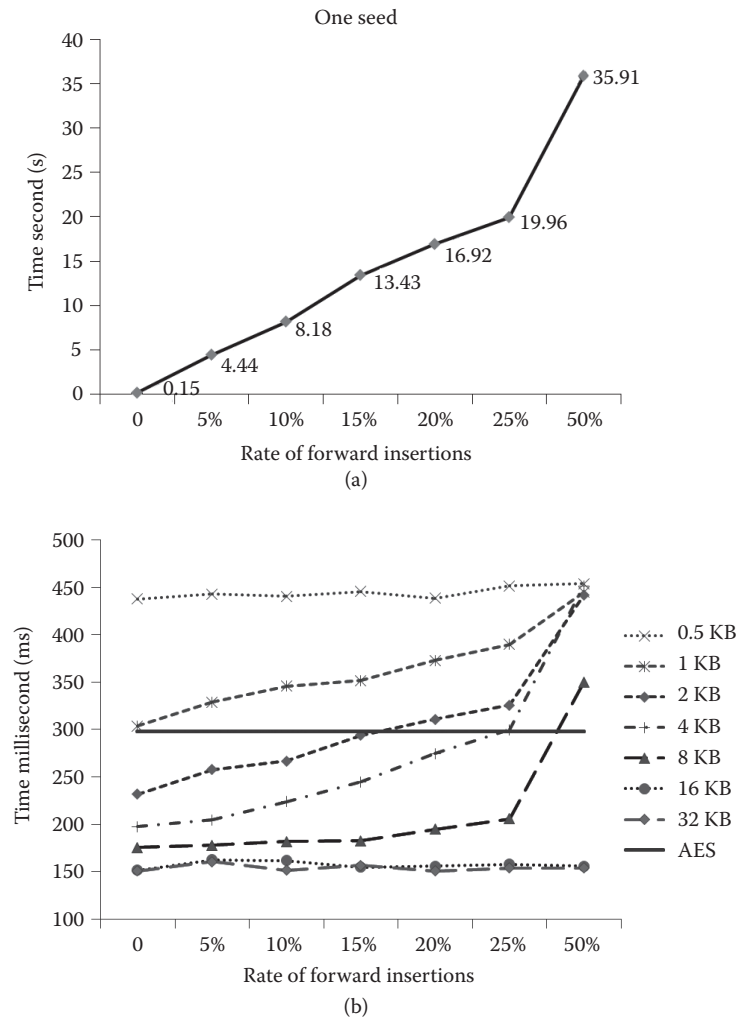 One seed
Time second (s)
40
35
30
25
20
15
10
5
0
0.15
4.44
8.18
13.43
16.92
19.96
35.91
0 5% 10% 15% 20% 25% 50%
Rate of forward insertions
(a)
Time millisecond (ms)
500
450
400
350
300
250
200
150
100
0 5% 10% 15% 20% 25% 50%
Rate of forward insertions
0.5 KB
1 KB
2 KB
4 KB
8 KB
16 KB
32 KB
AES
(b)